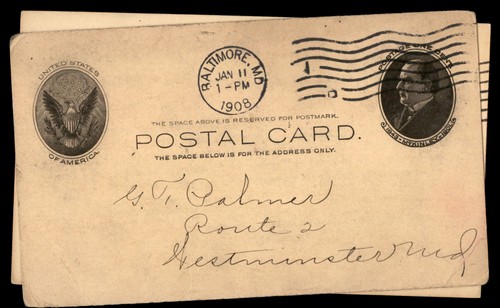 UNITED STATES
OF AMERICA
BALTIMORE, MD.
JAN 11
1-PM
1908
THE SPACE ABOVE IS RESERVED FOR POSTMARK.
POSTAL CARD.
THE SPACE BELOW IS FOR THE ADDRESS ONLY.
G. T. Palmer
Route 2
Westminster Md.